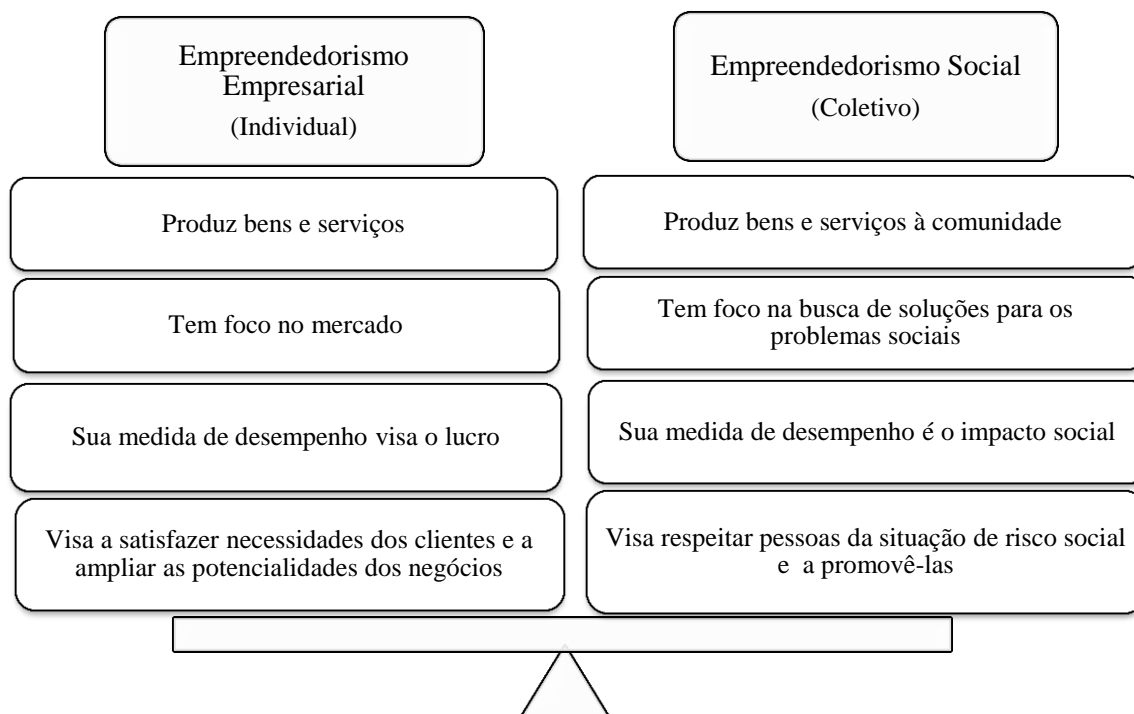 Empreendedorismo
Empresarial
(Individual)
Empreendedorismo Social
(Coletivo)
Produz bens e serviços
Produz bens e serviços à comunidade
Tem foco no mercado
Tem foco na busca de soluções para os
problemas sociais
Sua medida de desempenho visa o lucro
Sua medida de desempenho é o impacto social
Visa a satisfazer necessidades dos clientes e a
ampliar as potencialidades dos negócios
Visa respeitar pessoas da situação de risco social
e a promovê-las